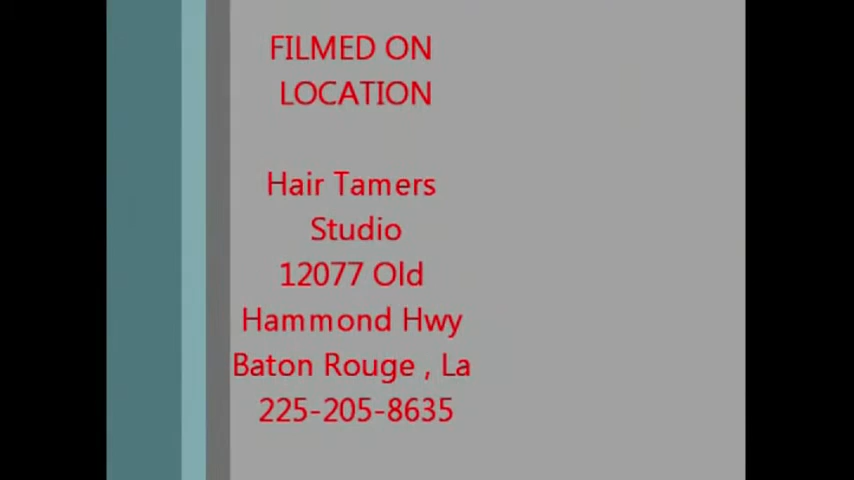 FILMED ON
LOCATION
Hair Tamers
Studio
12077 Old
Hammond Hwy
Baton Rouge , La
225-205-8635